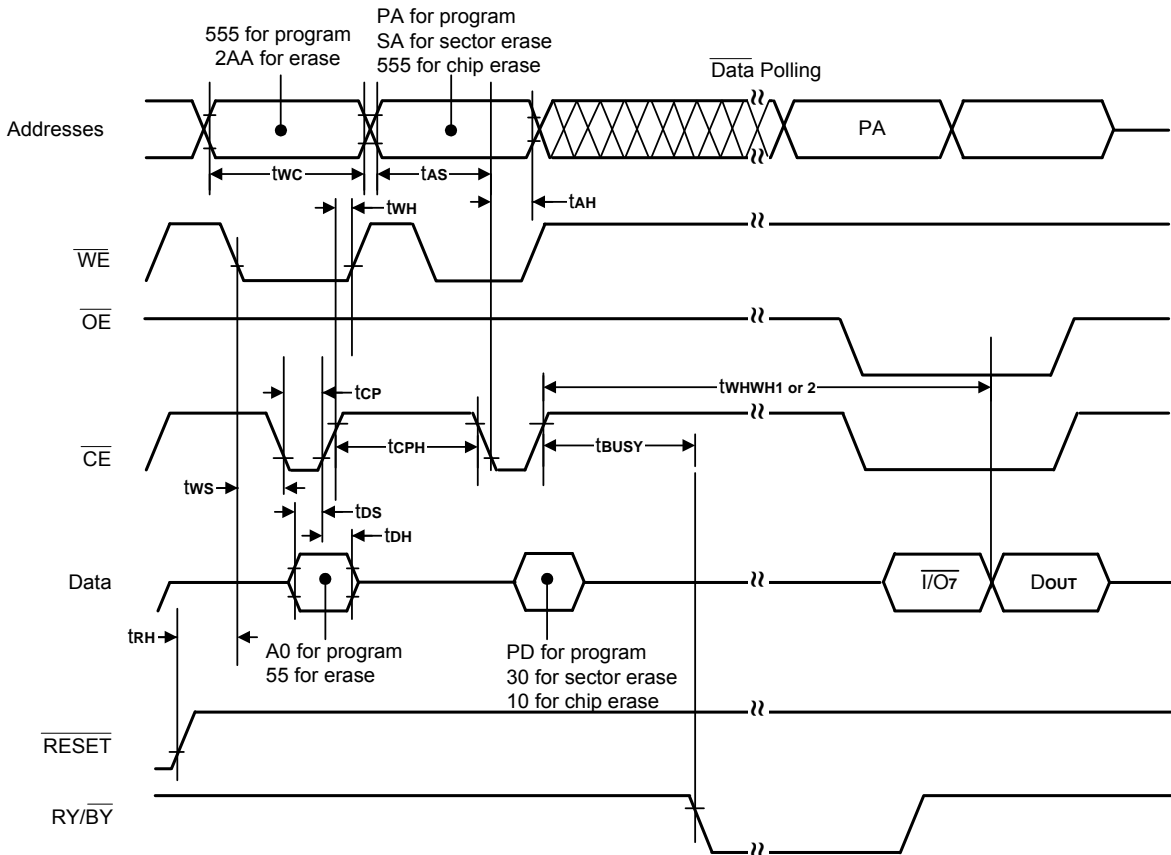 555 for program
2AA for erase
PA for program
SA for sector erase
555 for chip erase
Data Polling
Addresses
PA
tWC
tAS
tWH
tAH
WE
OE
tWHWH1 or 2
tCP
CE
tCPH
tBUSY
tWS
tDS
tDH
Data
I/O7
DOUT
tRH
A0 for program
55 for erase
PD for program
30 for sector erase
10 for chip erase
RESET
RY/BY